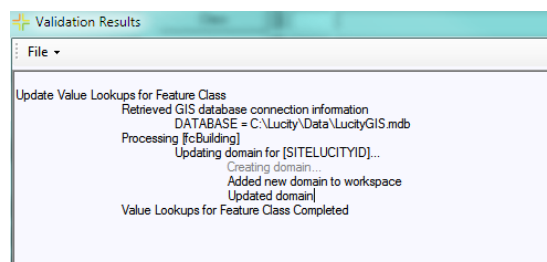 Validation Results
File
Update Value Lookups for Feature Class
Retrieved GIS database connection information
DATABASE = C:\Lucity\Data\LucityGIS.mdb
Processing [fcBuilding]
Updating domain for [SITELUCITYID]...
Creating domain...
Added new domain to workspace
Updated domain
Value Lookups for Feature Class Completed